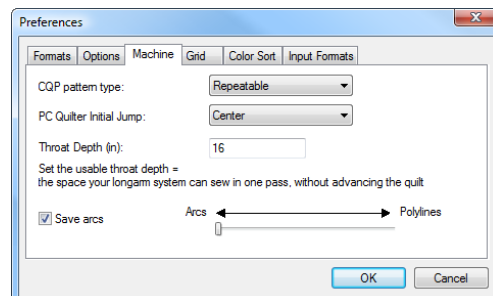 Preferences
Formats Options Machine Grid Color Sort Input Formats
CQP pattern type: Repeatable
PC Quilter Initial Jump: Center
Throat Depth (in): 16
Set the usable throat depth =
the space your longarm system can sew in one pass, without advancing the quilt
Save arcs Arcs Polylines
OK Cancel